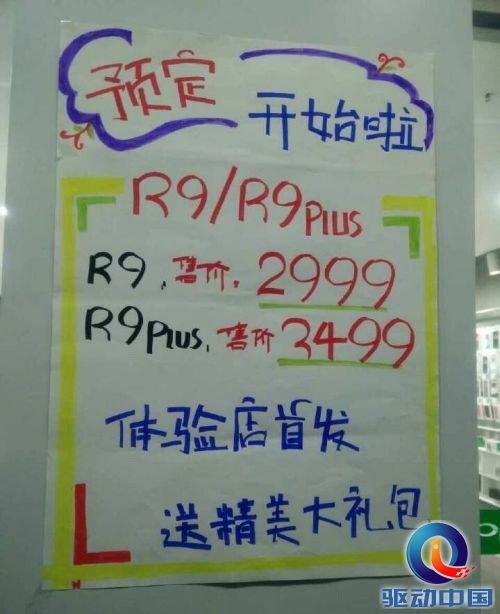 预定
开始啦
R9/R9Plus
R9, 售价, 2999
R9Plus, 售价 3499
体验店首发
送精美大礼包
驱动中国